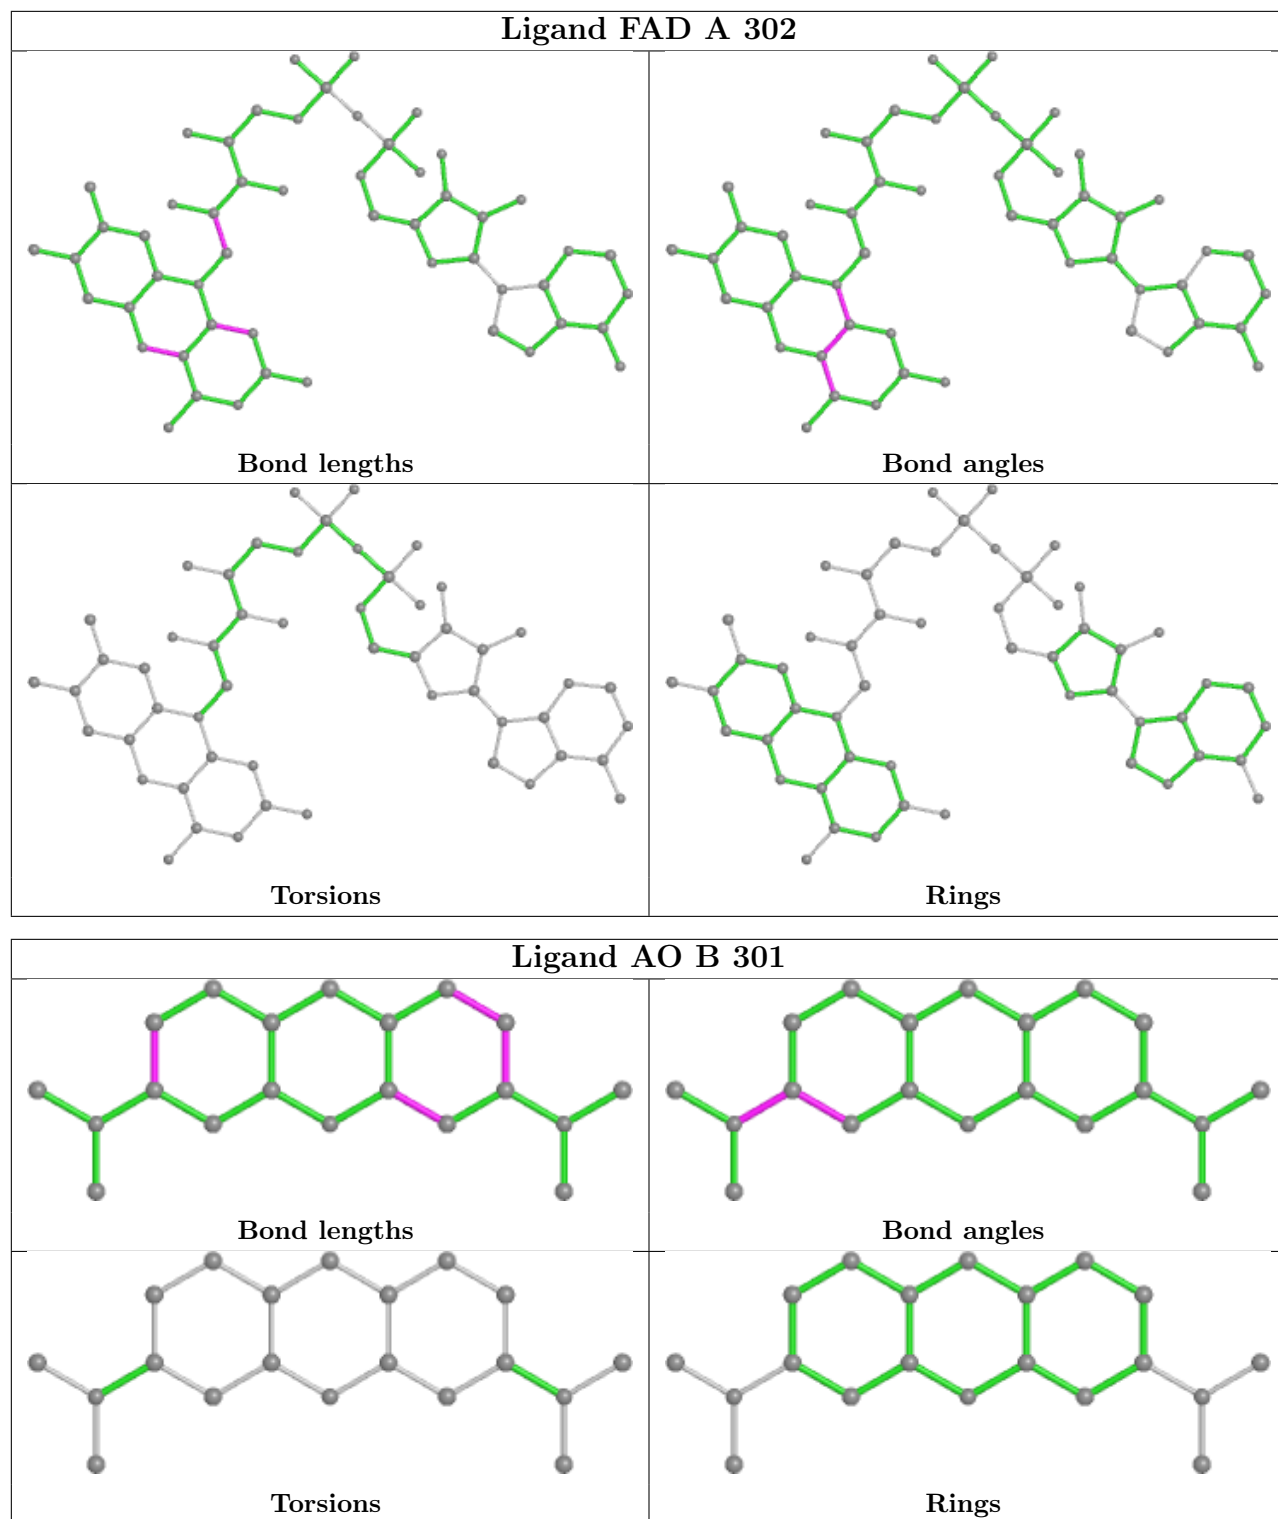 Ligand FAD A 302
Bond lengths
Bond angles
Torsions
Rings
Ligand AO B 301
Bond lengths
Bond angles
Torsions
Rings